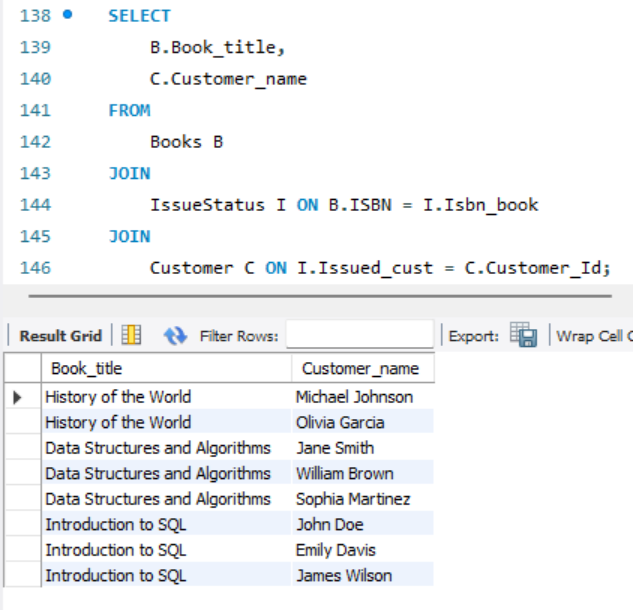 138 SELECT
139 B.Book_title,
140 C.Customer_name
141 FROM
142 Books B
143 JOIN
144 IssueStatus I ON B.ISBN = I.Isbn_book
145 JOIN
146 Customer C ON I.Issued_cust = C.Customer_Id;
Result Grid Filter Rows: Export: Wrap Cell C
Book_title Customer_name
History of the World Michael Johnson
History of the World Olivia Garcia
Data Structures and Algorithms Jane Smith
Data Structures and Algorithms William Brown
Data Structures and Algorithms Sophia Martinez
Introduction to SQL John Doe
Introduction to SQL Emily Davis
Introduction to SQL James Wilson